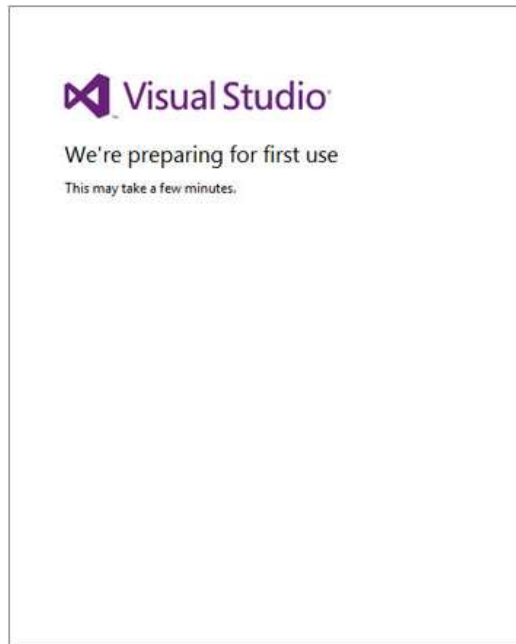 Visual Studio
We're preparing for first use
This may take a few minutes.